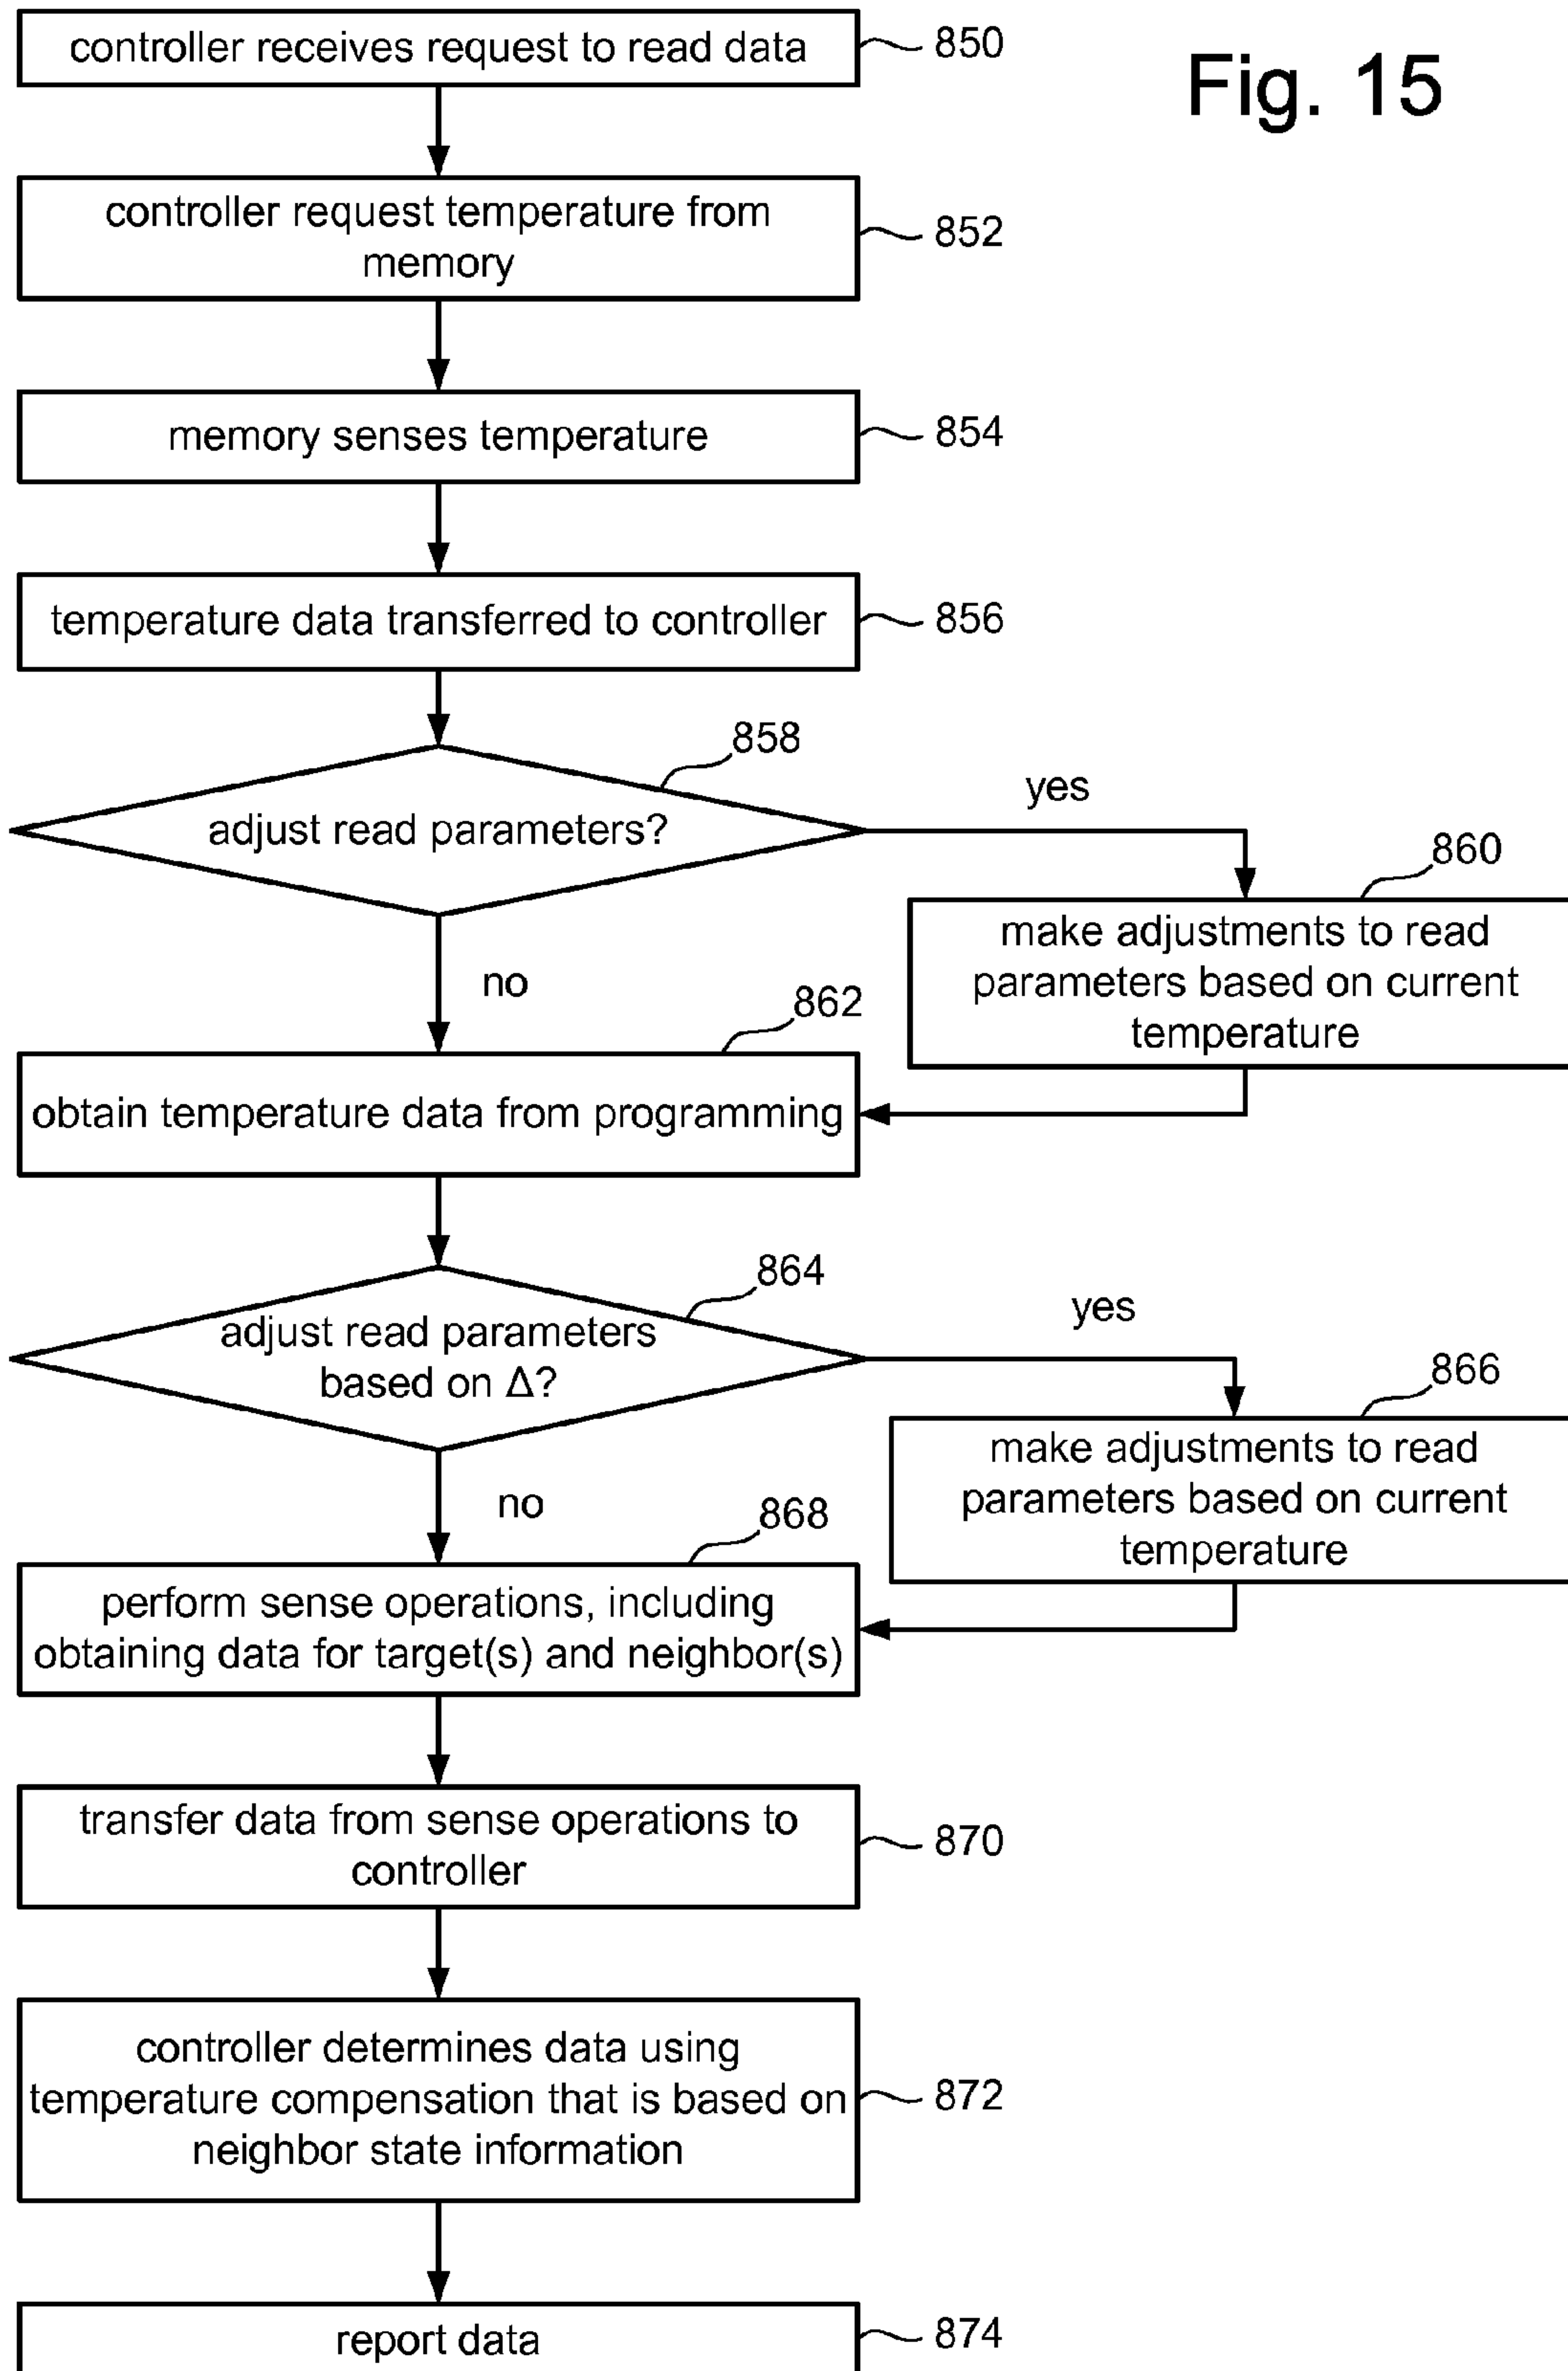 Fig. 15
controller receives request to read data
850
controller request temperature from
memory
852
memory senses temperature
854
temperature data transferred to controller
856
858
adjust read parameters?
yes
860
make adjustments to read
parameters based on current
temperature
no
862
obtain temperature data from programming
864
adjust read parameters
based on Δ?
yes
866
make adjustments to read
parameters based on current
temperature
no
868
perform sense operations, including
obtaining data for target(s) and neighbor(s)
transfer data from sense operations to
controller
870
controller determines data using
temperature compensation that is based on
neighbor state information
872
report data
874